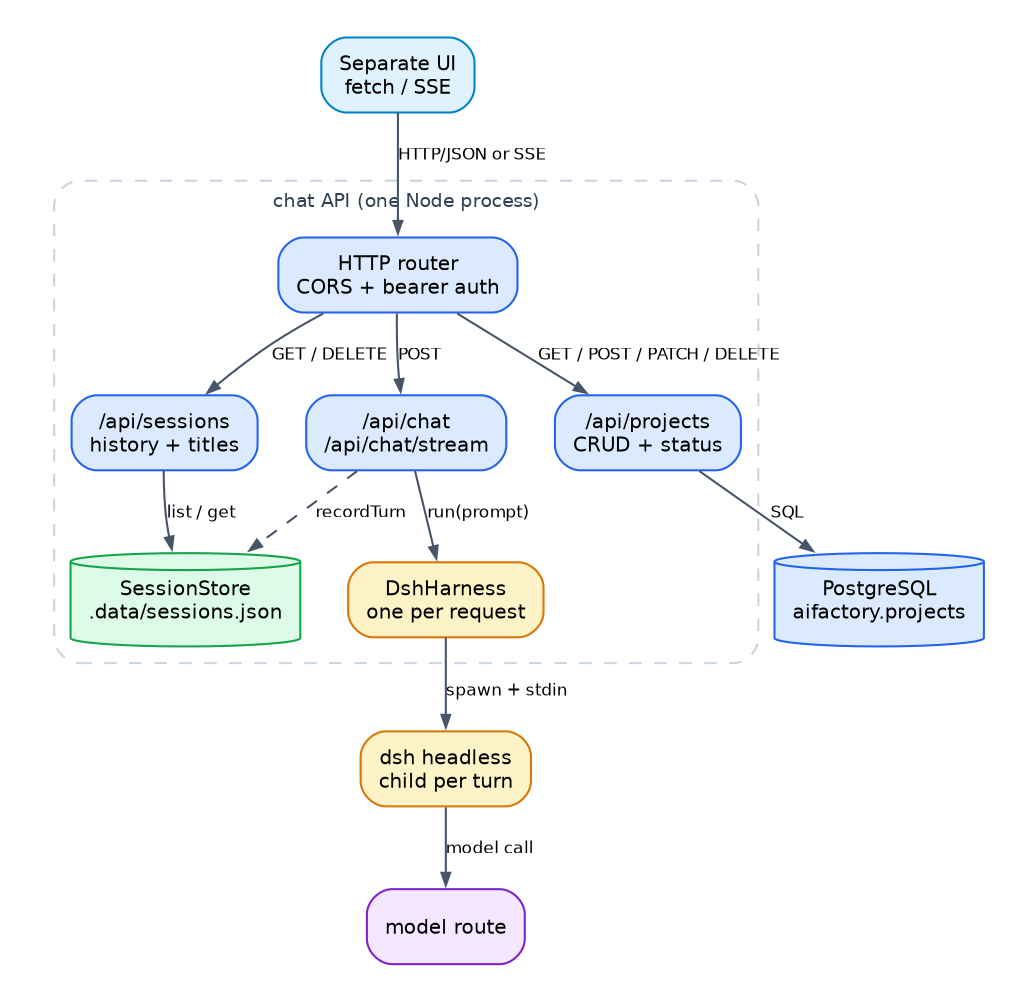 Separate UI
fetch / SSE
HTTP/JSON or SSE
chat API (one Node process)
HTTP router
CORS + bearer auth
GET / DELETE
POST
GET / POST / PATCH / DELETE
/api/sessions
history + titles
/api/chat
/api/chat/stream
/api/projects
CRUD + status
list / get
recordTurn
run(prompt)
SQL
SessionStore
.data/sessions.json
DshHarness
one per request
PostgreSQL
aifactory.projects
spawn + stdin
dsh headless
child per turn
model call
model route